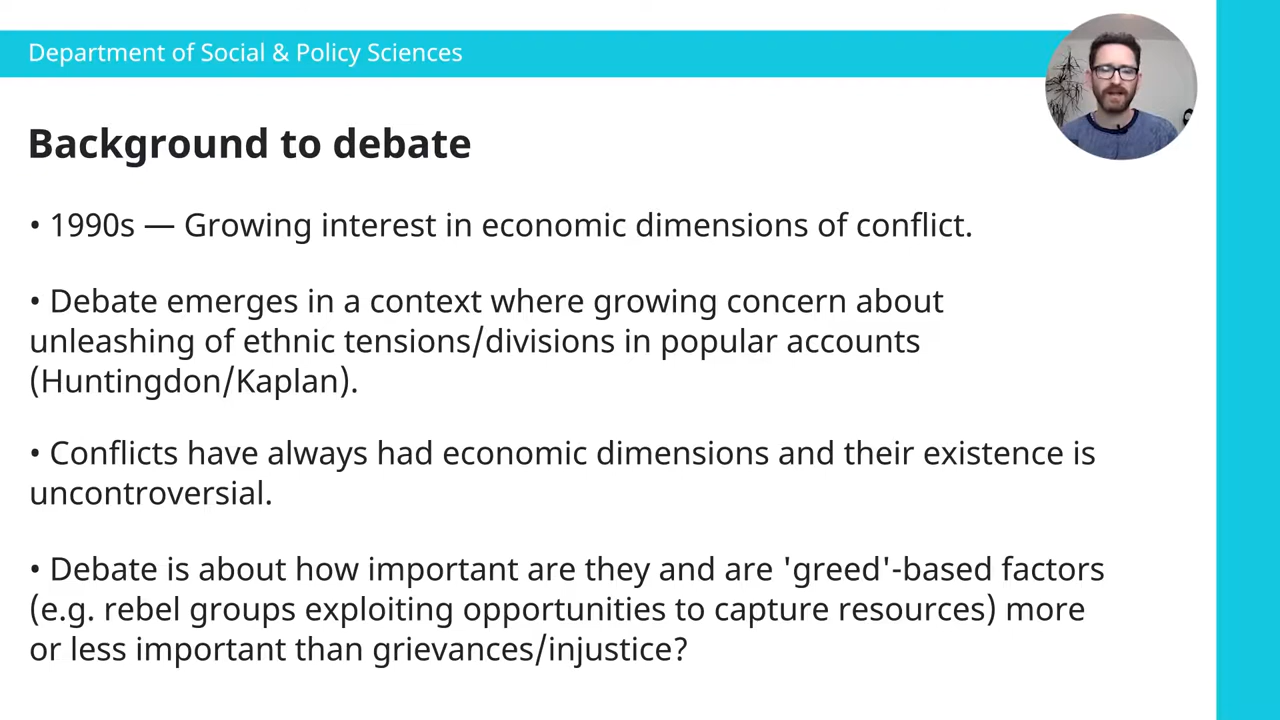 Department of Social & Policy Sciences
Background to debate
• 1990s — Growing interest in economic dimensions of conflict.
• Debate emerges in a context where growing concern about
unleashing of ethnic tensions/divisions in popular accounts
(Huntingdon/Kaplan).
• Conflicts have always had economic dimensions and their existence is
uncontroversial.
• Debate is about how important are they and are 'greed'-based factors
(e.g. rebel groups exploiting opportunities to capture resources) more
or less important than grievances/injustice?